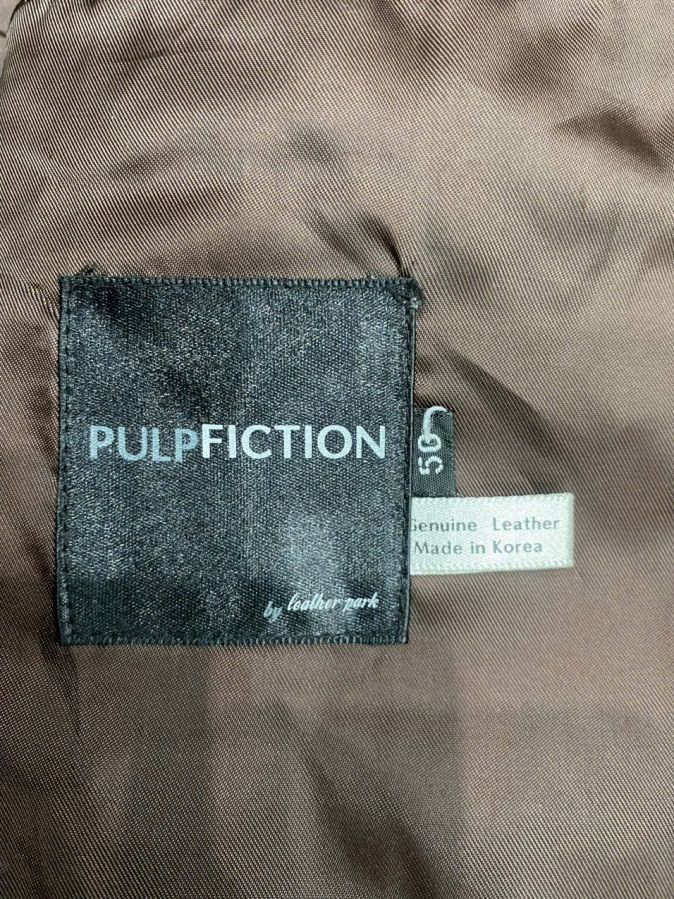 PULPFICTION
by leather park
50
Genuine Leather
Made in Korea